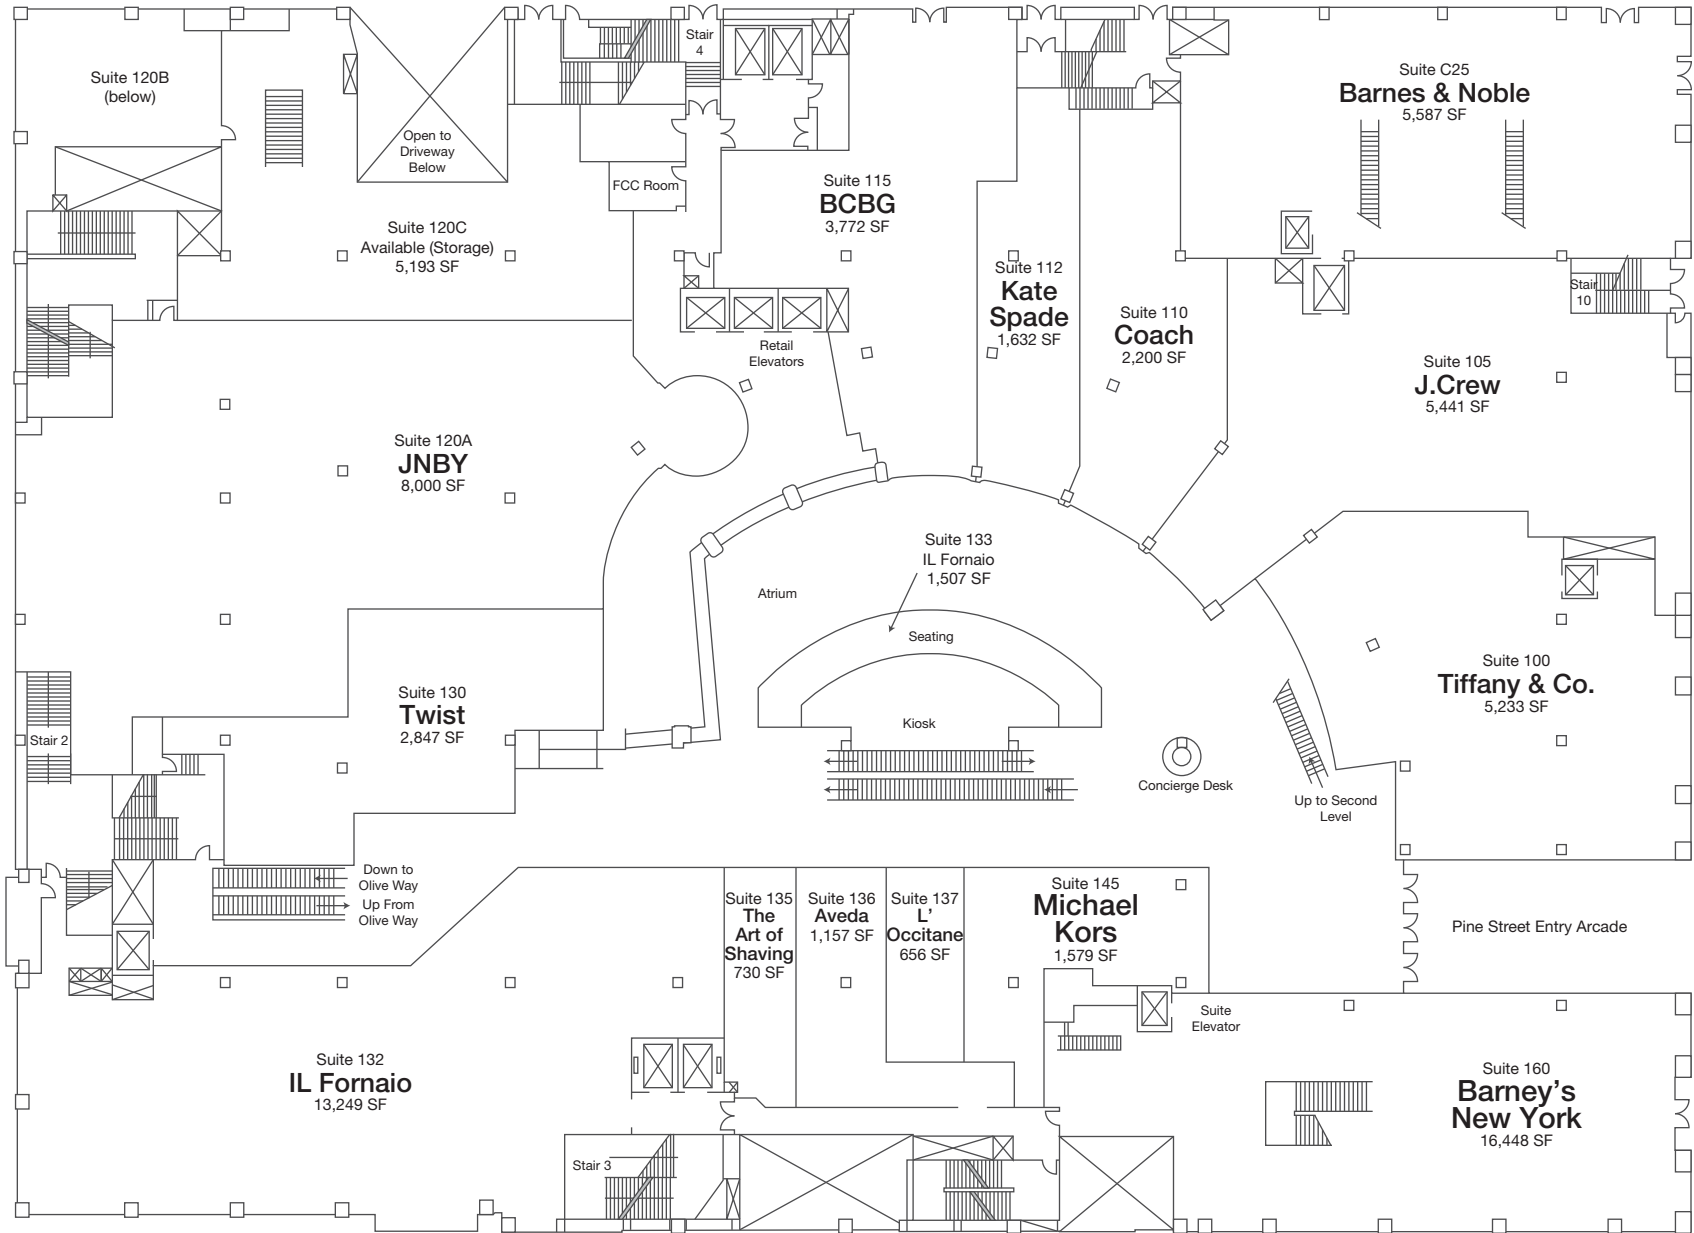 Stair
4
Suite 120B
(below)
Open to
Driveway
Below
FCC Room
Suite 120C
Available (Storage)
5,193 SF
Suite 115
BCBG
3,772 SF
Suite C25
Barnes & Noble
5,587 SF
Suite 112
Kate
Spade
1,632 SF
Suite 110
Coach
2,200 SF
Stair
10
Retail
Elevators
Suite 105
J.Crew
5,441 SF
Suite 120A
JNBY
8,000 SF
Suite 133
IL Fornaio
1,507 SF
Atrium
Seating
Kiosk
Suite 100
Tiffany & Co.
5,233 SF
Suite 130
Twist
2,847 SF
Stair 2
Concierge Desk
Up to Second
Level
Down to
Olive Way
Up From
Olive Way
Suite 135
The
Art of
Shaving
730 SF
Suite 136
Aveda
1,157 SF
Suite 137
L'
Occitane
656 SF
Suite 145
Michael
Kors
1,579 SF
Pine Street Entry Arcade
Suite
Elevator
Suite 132
IL Fornaio
13,249 SF
Suite 160
Barney's
New York
16,448 SF
Stair 3